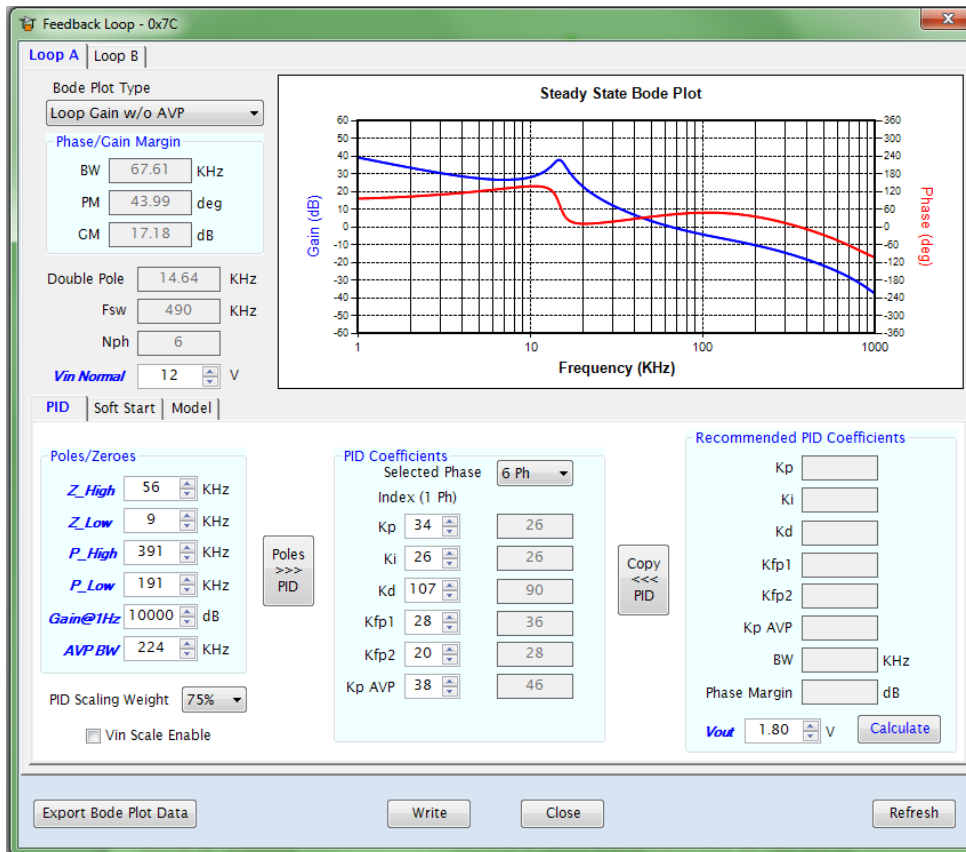 Feedback Loop - 0x7C
x
Loop A Loop B
Bode Plot Type
Loop Gain w/o AVP
Phase/Gain Margin
BW 67.61 KHz
PM 43.99 deg
GM 17.18 dB
Double Pole 14.64 KHz
Fsw 490 KHz
Nph 6
Vin Normal 12 V
Steady State Bode Plot
60 360
50 300
40 240
30 180
20 120
10 60
0 0
-10 -60
-20 -120
-30 -180
-40 -240
-50 -300
-60 -360
Gain (dB)
Phase (deg)
1 10 100 1000
Frequency (KHz)
PID Soft Start Model
Poles/Zeroes
Z_High 56 KHz
Z_Low 9 KHz
P_High 391 KHz
P_Low 191 KHz
Gain@1Hz 10000 dB
AVP BW 224 KHz
PID Scaling Weight 75%
Vin Scale Enable
Poles
>>>
PID
PID Coefficients
Selected Phase 6 Ph
Index (1 Ph)
Kp 34 26
Ki 26 26
Kd 107 90
Kfp1 28 36
Kfp2 20 28
Kp AVP 38 46
Copy
<<<
PID
Recommended PID Coefficients
Kp
Ki
Kd
Kfp1
Kfp2
Kp AVP
BW KHz
Phase Margin dB
Vout 1.80 V Calculate
Export Bode Plot Data Write Close Refresh